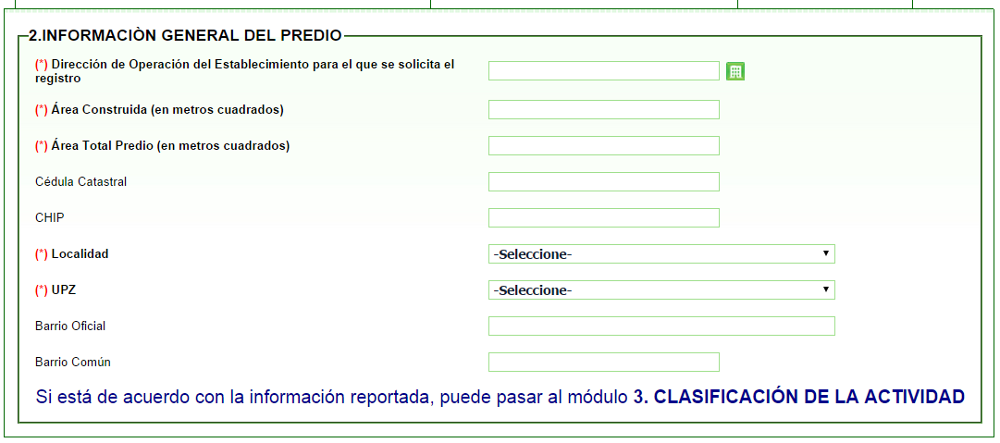 2.INFORMACIÒN GENERAL DEL PREDIO
(*) Dirección de Operación del Establecimiento para el que se solicita el
registro
(*) Área Construida (en metros cuadrados)
(*) Área Total Predio (en metros cuadrados)
Cédula Catastral
CHIP
(*) Localidad
-Seleccione-
(*) UPZ
-Seleccione-
Barrio Oficial
Barrio Común
Si está de acuerdo con la información reportada, puede pasar al módulo 3. CLASIFICACIÓN DE LA ACTIVIDAD